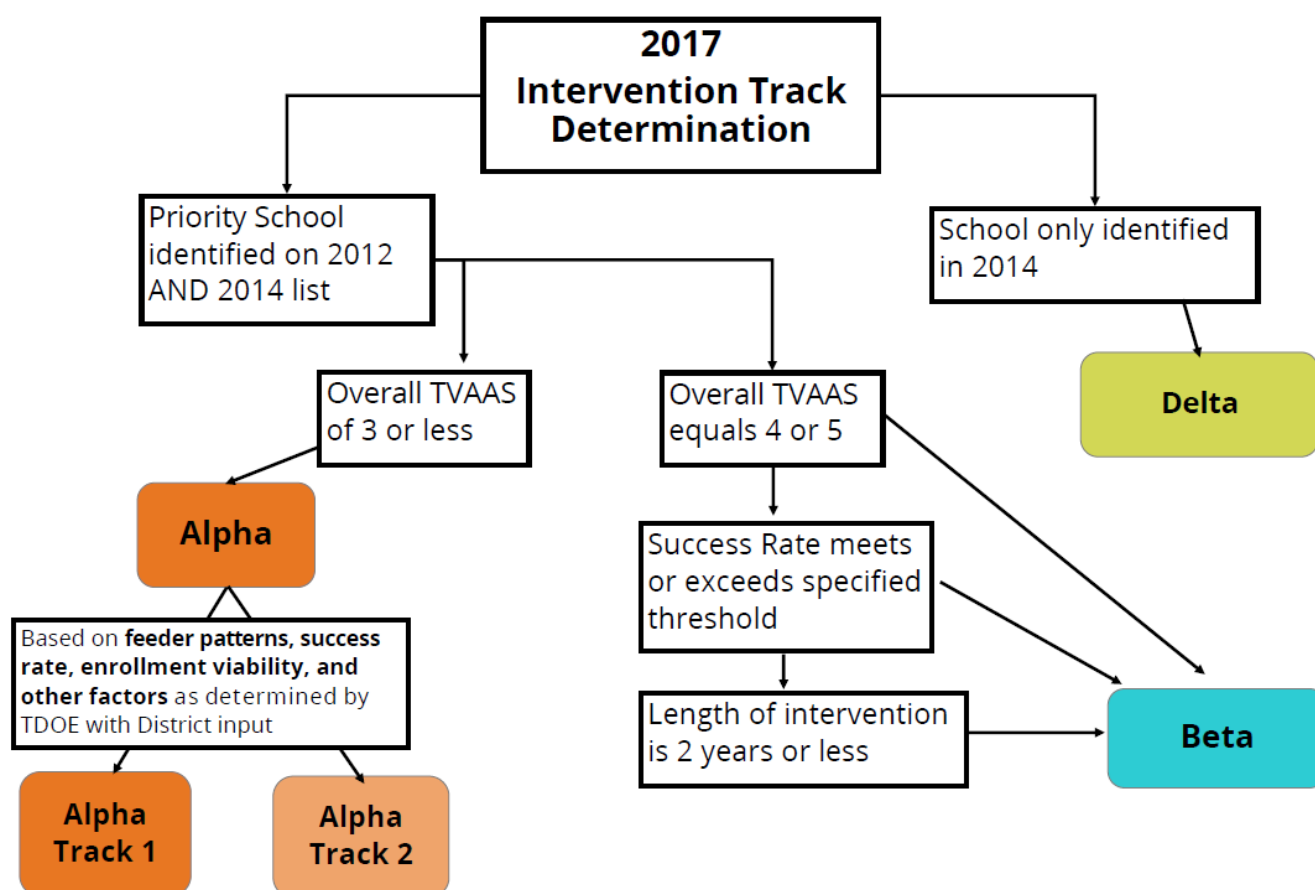 2017
Intervention Track
Determination
Priority School
identified on 2012
AND 2014 list
School only identified
in 2014
Overall TVAAS
of 3 or less
Overall TVAAS
equals 4 or 5
Delta
Alpha
Success Rate meets
or exceeds specified
threshold
Based on feeder patterns, success
rate, enrollment viability, and
other factors as determined by
TDOE with District input
Length of intervention
is 2 years or less
Beta
Alpha
Track 1
Alpha
Track 2